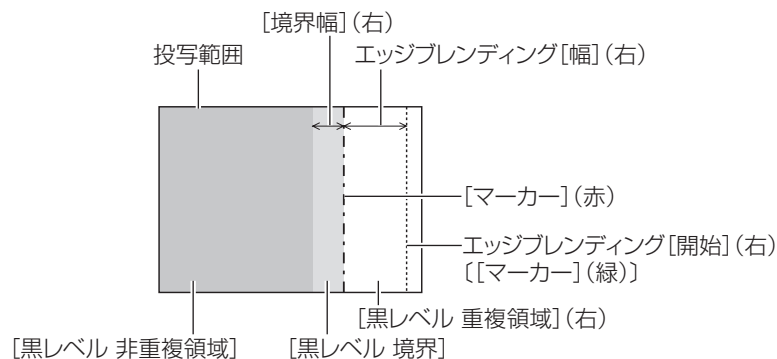 [境界幅](右)
投写範囲
エッジブレンディング[幅](右)
[マーカー](赤)
エッジブレンディング[開始](右)
〔[マーカー](緑)〕
[黒レベル 重複領域](右)
[黒レベル 非重複領域]
[黒レベル 境界]